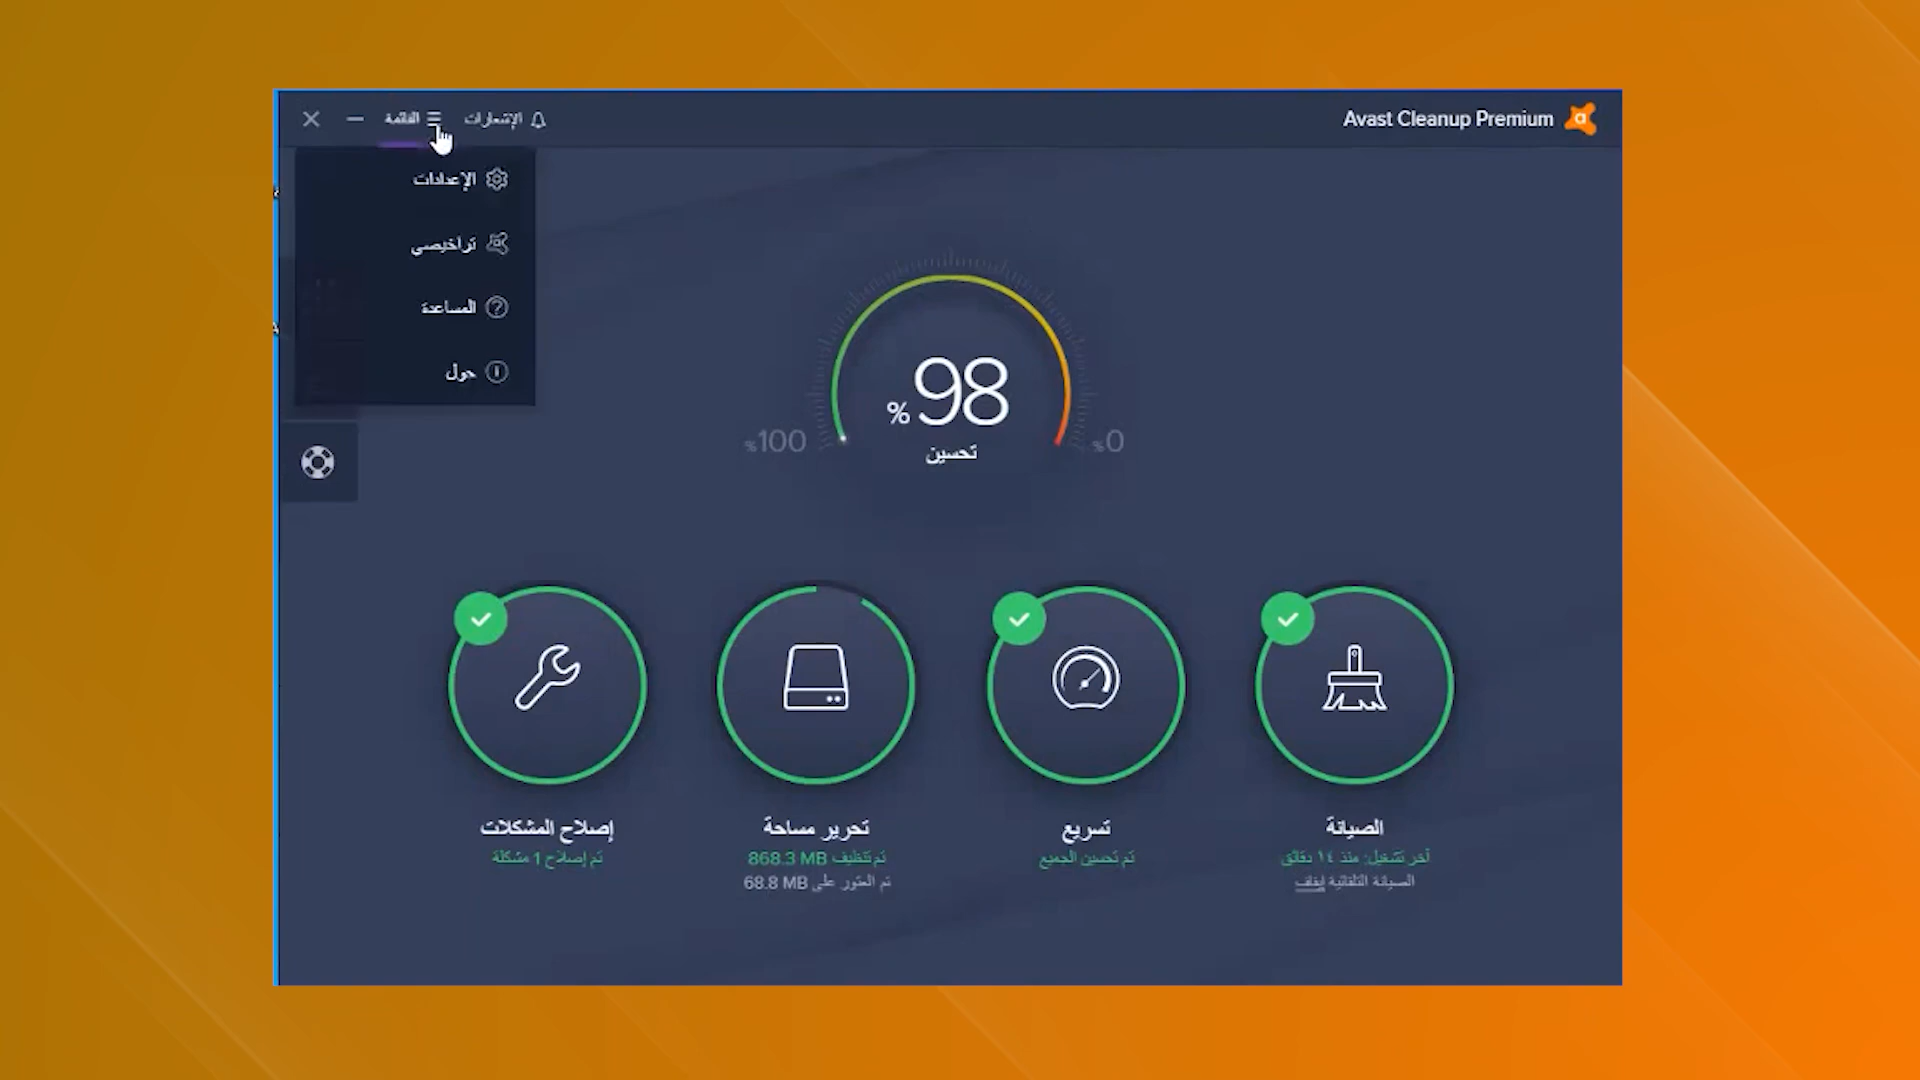 Avast Cleanup Premium
الإشعارات
القائمة
الإعدادات
تراخيصي
المساعدة
حول
%98
تحسين
%0
%100
الصيانة
آخر تشغيل: منذ ١٤ دقائق
الصيانة التلقائية إيقاف
تسريع
تم تحسين الجميع
تحرير مساحة
تم تنظيف 868.3 MB
تم العثور على 68.8 MB
إصلاح المشكلات
تم إصلاح 1 مشكلة